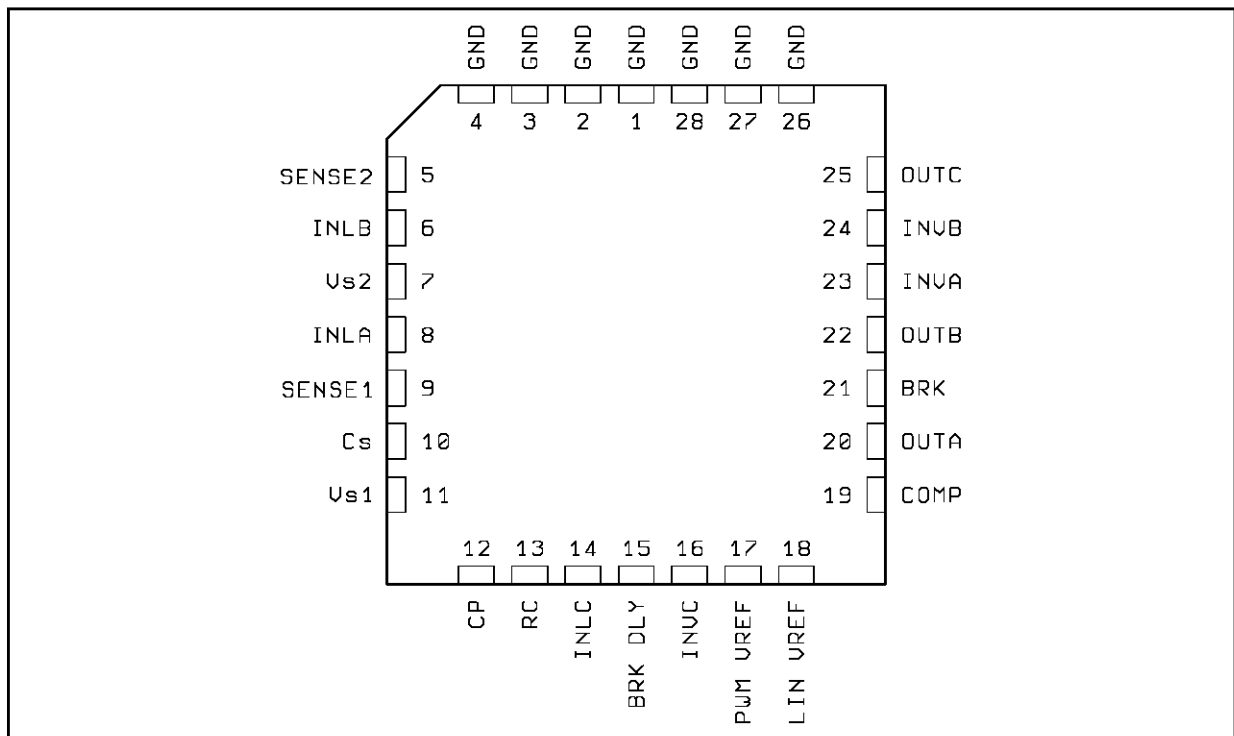 GND GND GND GND GND GND GND
4 3 2 1 28 27 26
SENSE2 5 25 OUTC
INLB 6 24 INVB
Vs2 7 23 INVA
INLA 8 22 OUTB
SENSE1 9 21 BRK
Cs 10 20 OUTA
Vs1 11 19 COMP
12 13 14 15 16 17 18
CP
RC
INLC
BRK DLY
INVC
PWM VREF
LIN VREF